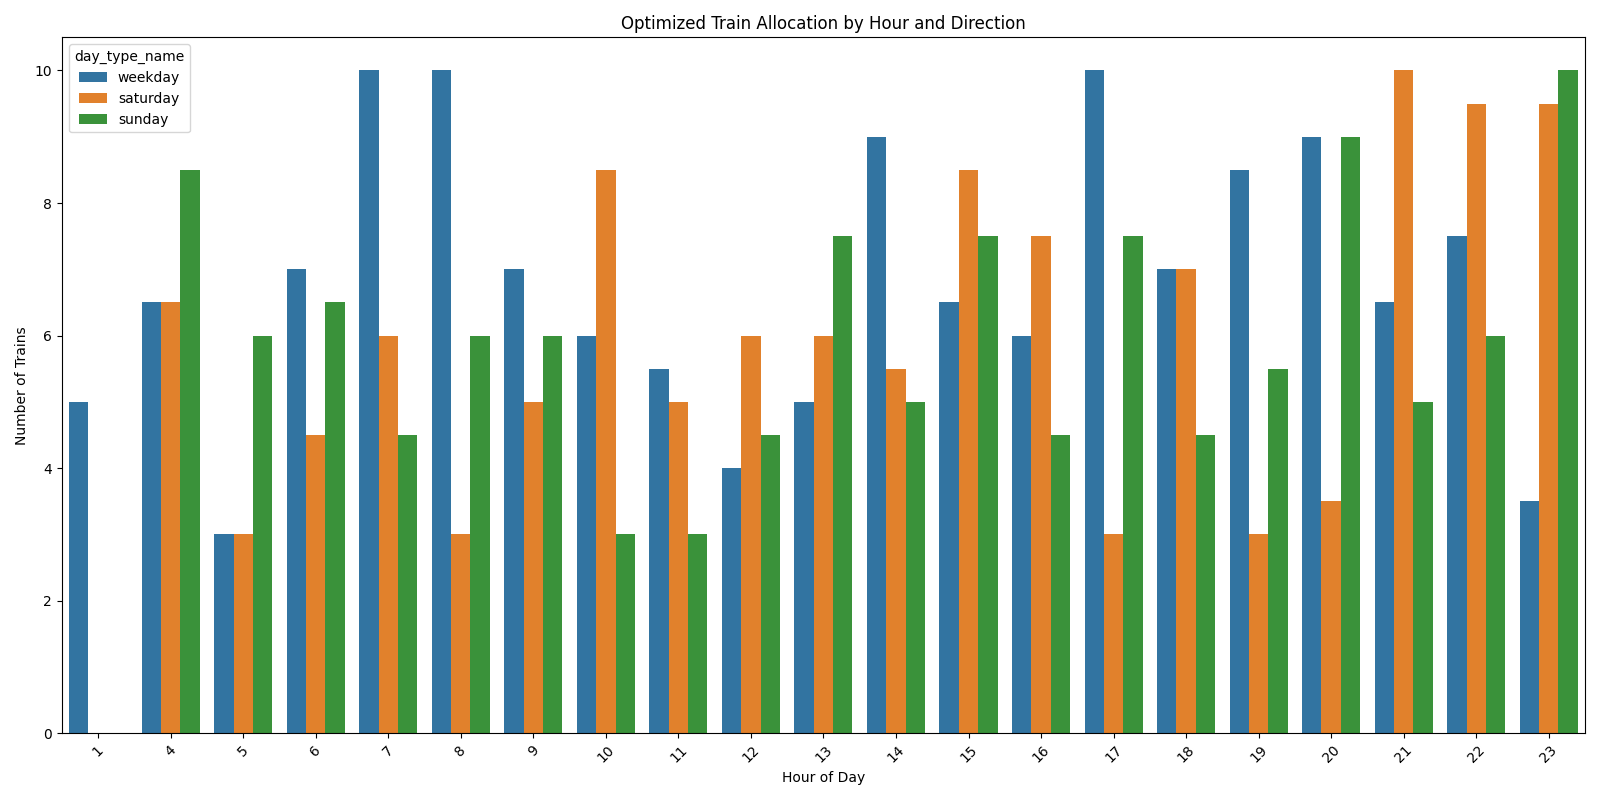 Optimized Train Allocation by Hour and Direction
day_type_name
weekday
saturday
sunday
Number of Trains
10
8
6
4
2
0
1 4 5 6 7 8 9 10 11 12 13 14 15 16 17 18 19 20 21 22 23
Hour of Day